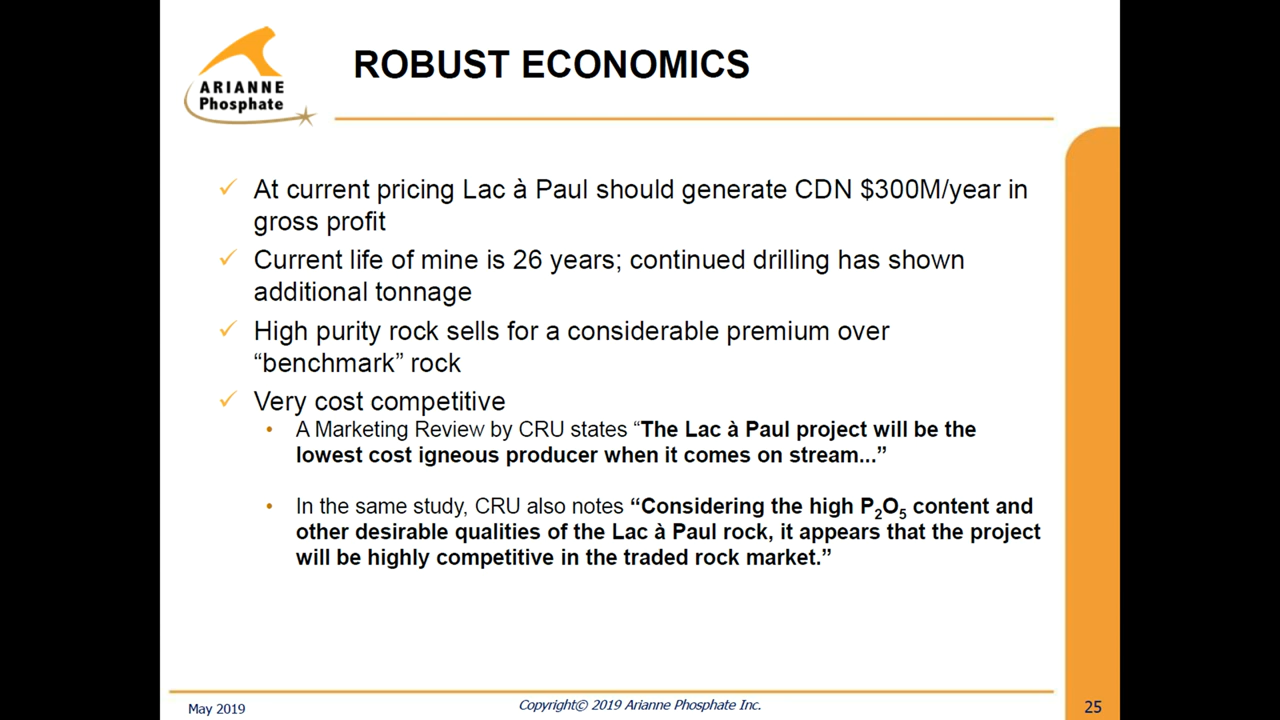 ARIANNE
Phosphate
ROBUST ECONOMICS
✓ At current pricing Lac à Paul should generate CDN $300M/year in
gross profit
✓ Current life of mine is 26 years; continued drilling has shown
additional tonnage
✓ High purity rock sells for a considerable premium over
“benchmark” rock
✓ Very cost competitive
• A Marketing Review by CRU states “The Lac à Paul project will be the
lowest cost igneous producer when it comes on stream...”
• In the same study, CRU also notes “Considering the high P₂O₅ content and
other desirable qualities of the Lac à Paul rock, it appears that the project
will be highly competitive in the traded rock market.”
May 2019
Copyright© 2019 Arianne Phosphate Inc.
25